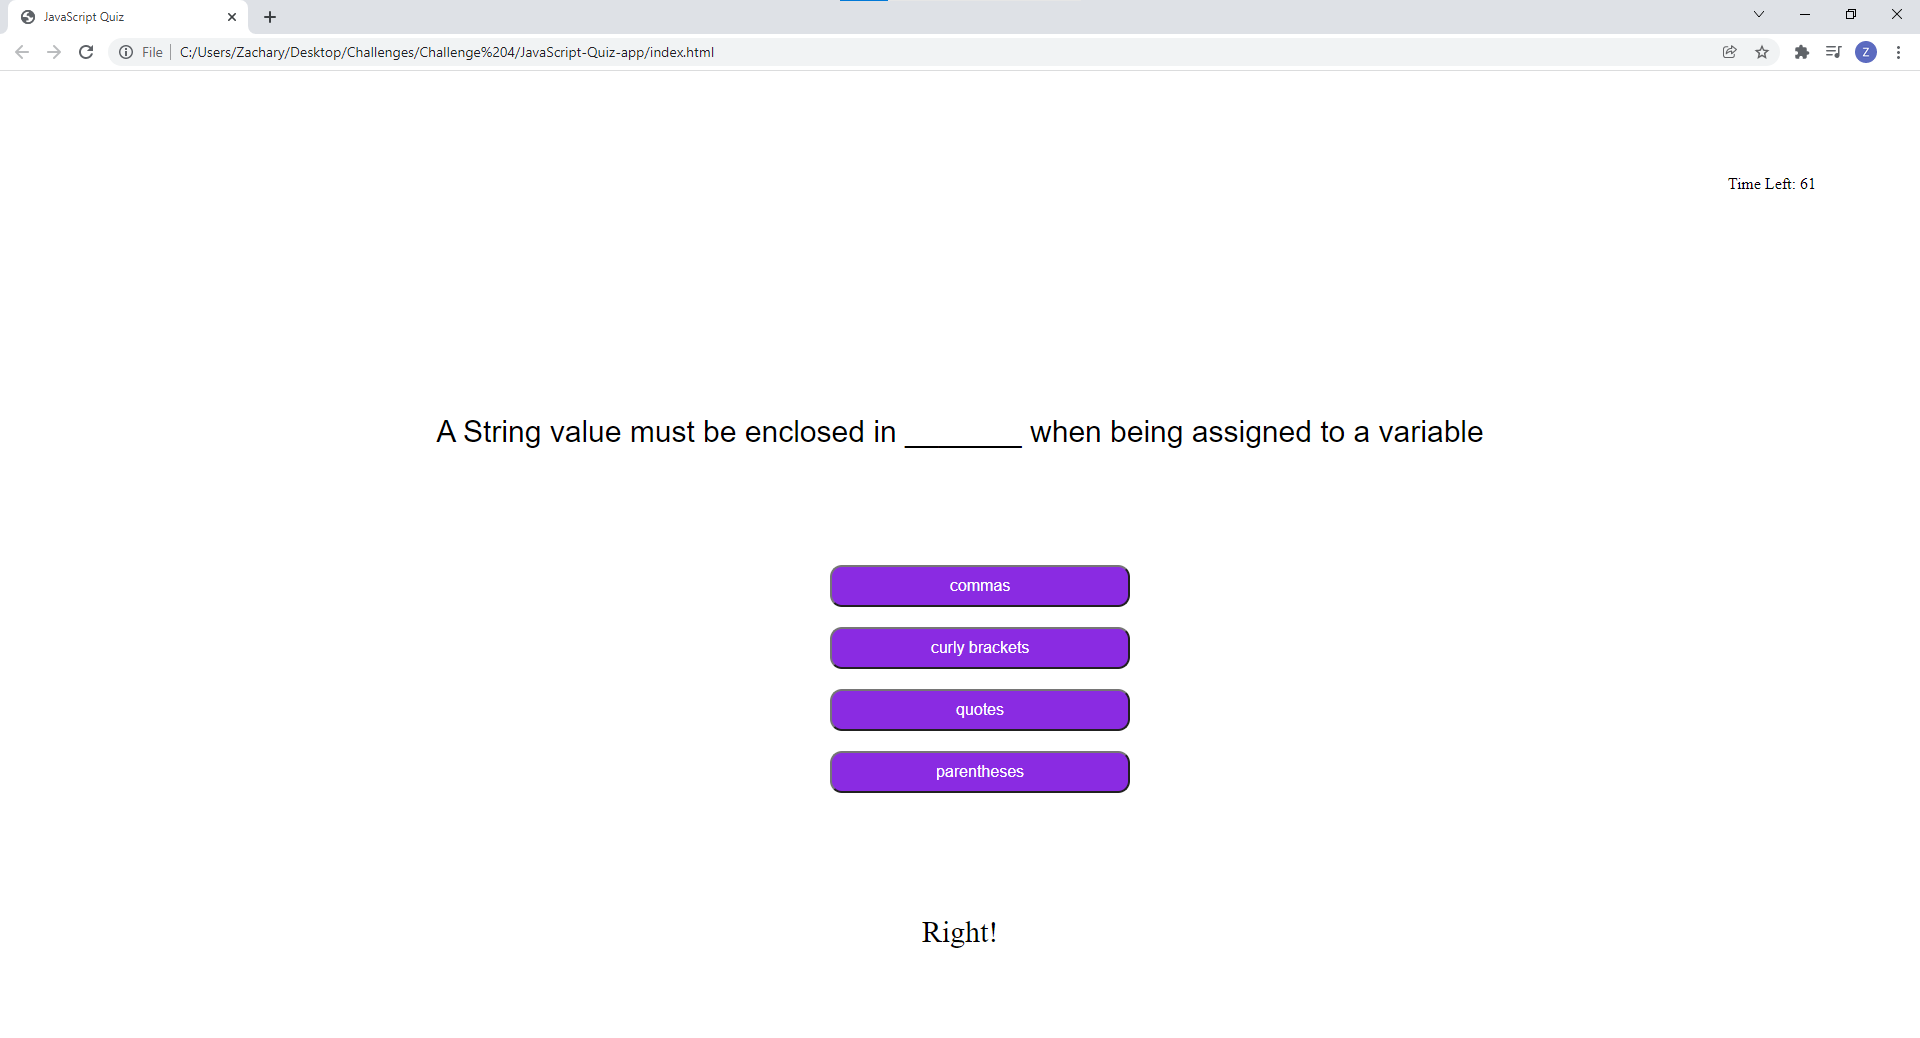 JavaScript Quiz
File
C:/Users/Zachary/Desktop/Challenges/Challenge%204/JavaScript-Quiz-app/index.html
Z
Time Left: 61
A String value must be enclosed in _______ when being assigned to a variable
commas
curly brackets
quotes
parentheses
Right!